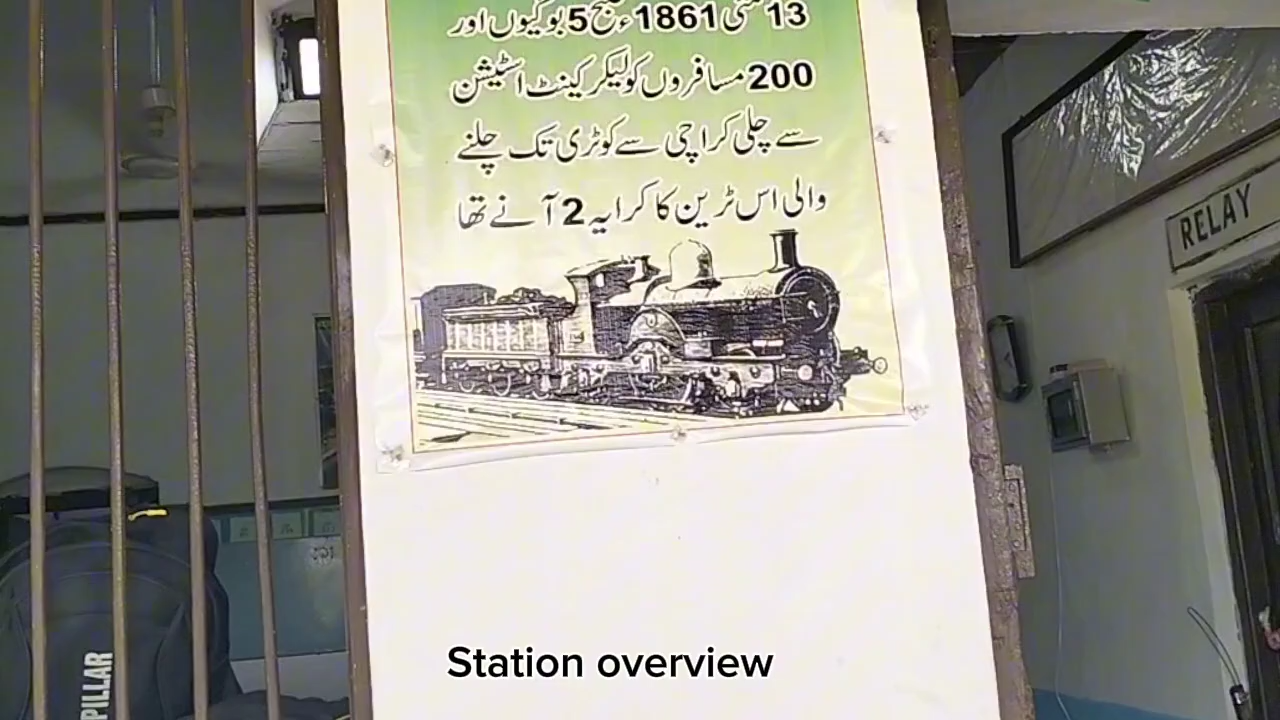 13 مئی 1861ء صبح 5 بوگیوں اور
200 مسافروں کو لیکر کینٹ اسٹیشن
سے چلی کراچی سے کوٹری تک چلنے
والی اس ٹرین کا کرایہ 2 آنے تھا
RELAY
PILLAR
Station overview